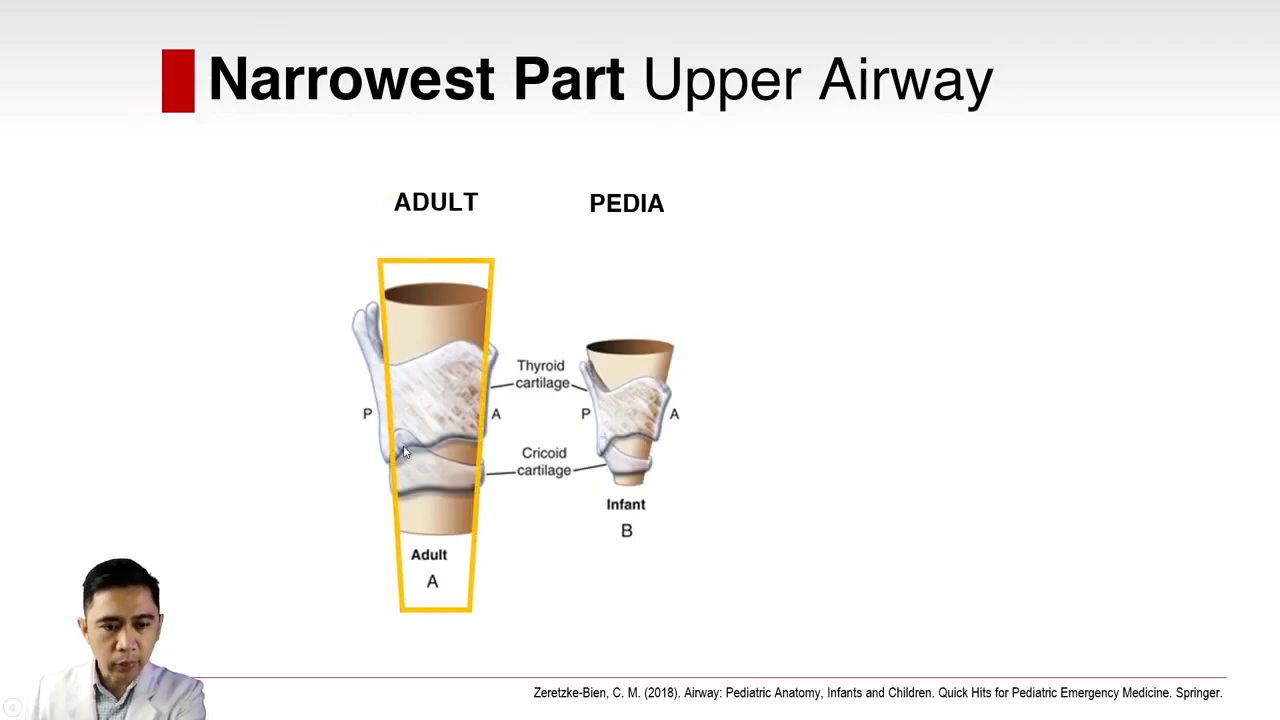 Narrowest Part Upper Airway
ADULT
PEDIA
Thyroid
cartilage
P
A
P
A
Cricoid
cartilage
Infant
B
Adult
A
Zeretzke-Bien, C. M. (2018). Airway: Pediatric Anatomy, Infants and Children. Quick Hits for Pediatric Emergency Medicine. Springer.